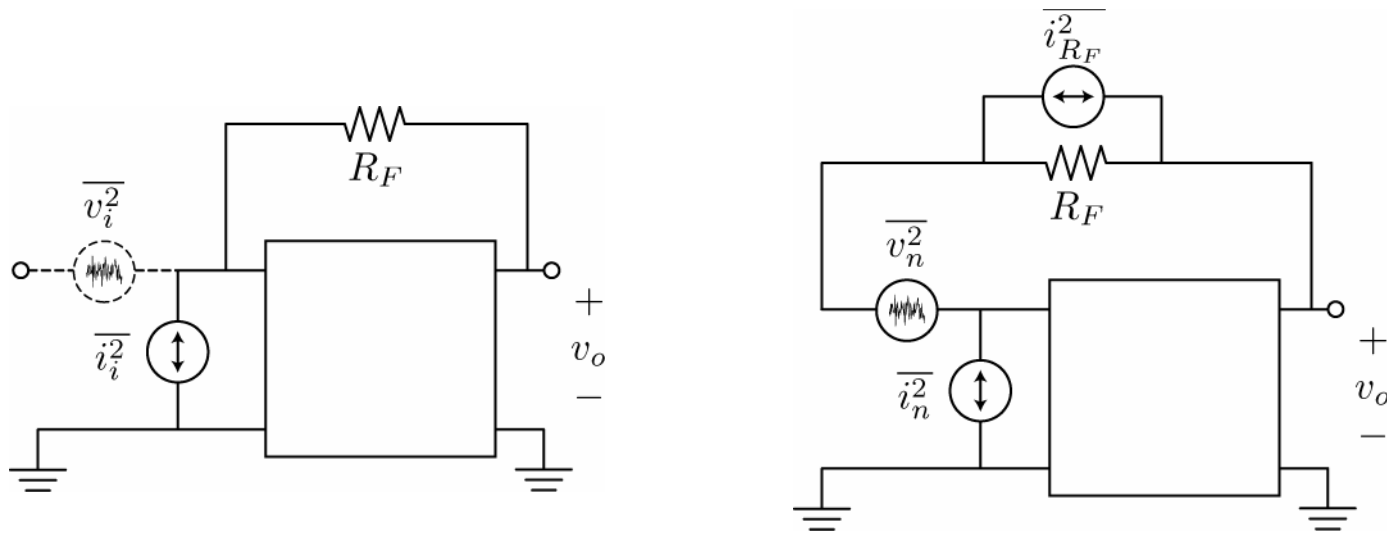 $R_F$
$\overline{v_i^2}$
$\overline{i_i^2}$
+
$v_o$
−
$\overline{i_{R_F}^2}$
$R_F$
$\overline{v_n^2}$
$\overline{i_n^2}$
+
$v_o$
−